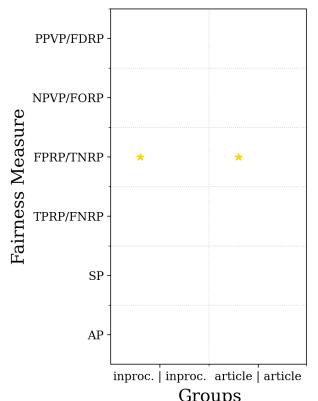 PPVP/FDRP
NPVP/FORP
FPRP/TNRP
TPRP/FNRP
SP
AP
Fairness Measure
inproc. | inproc. article | article
Groups